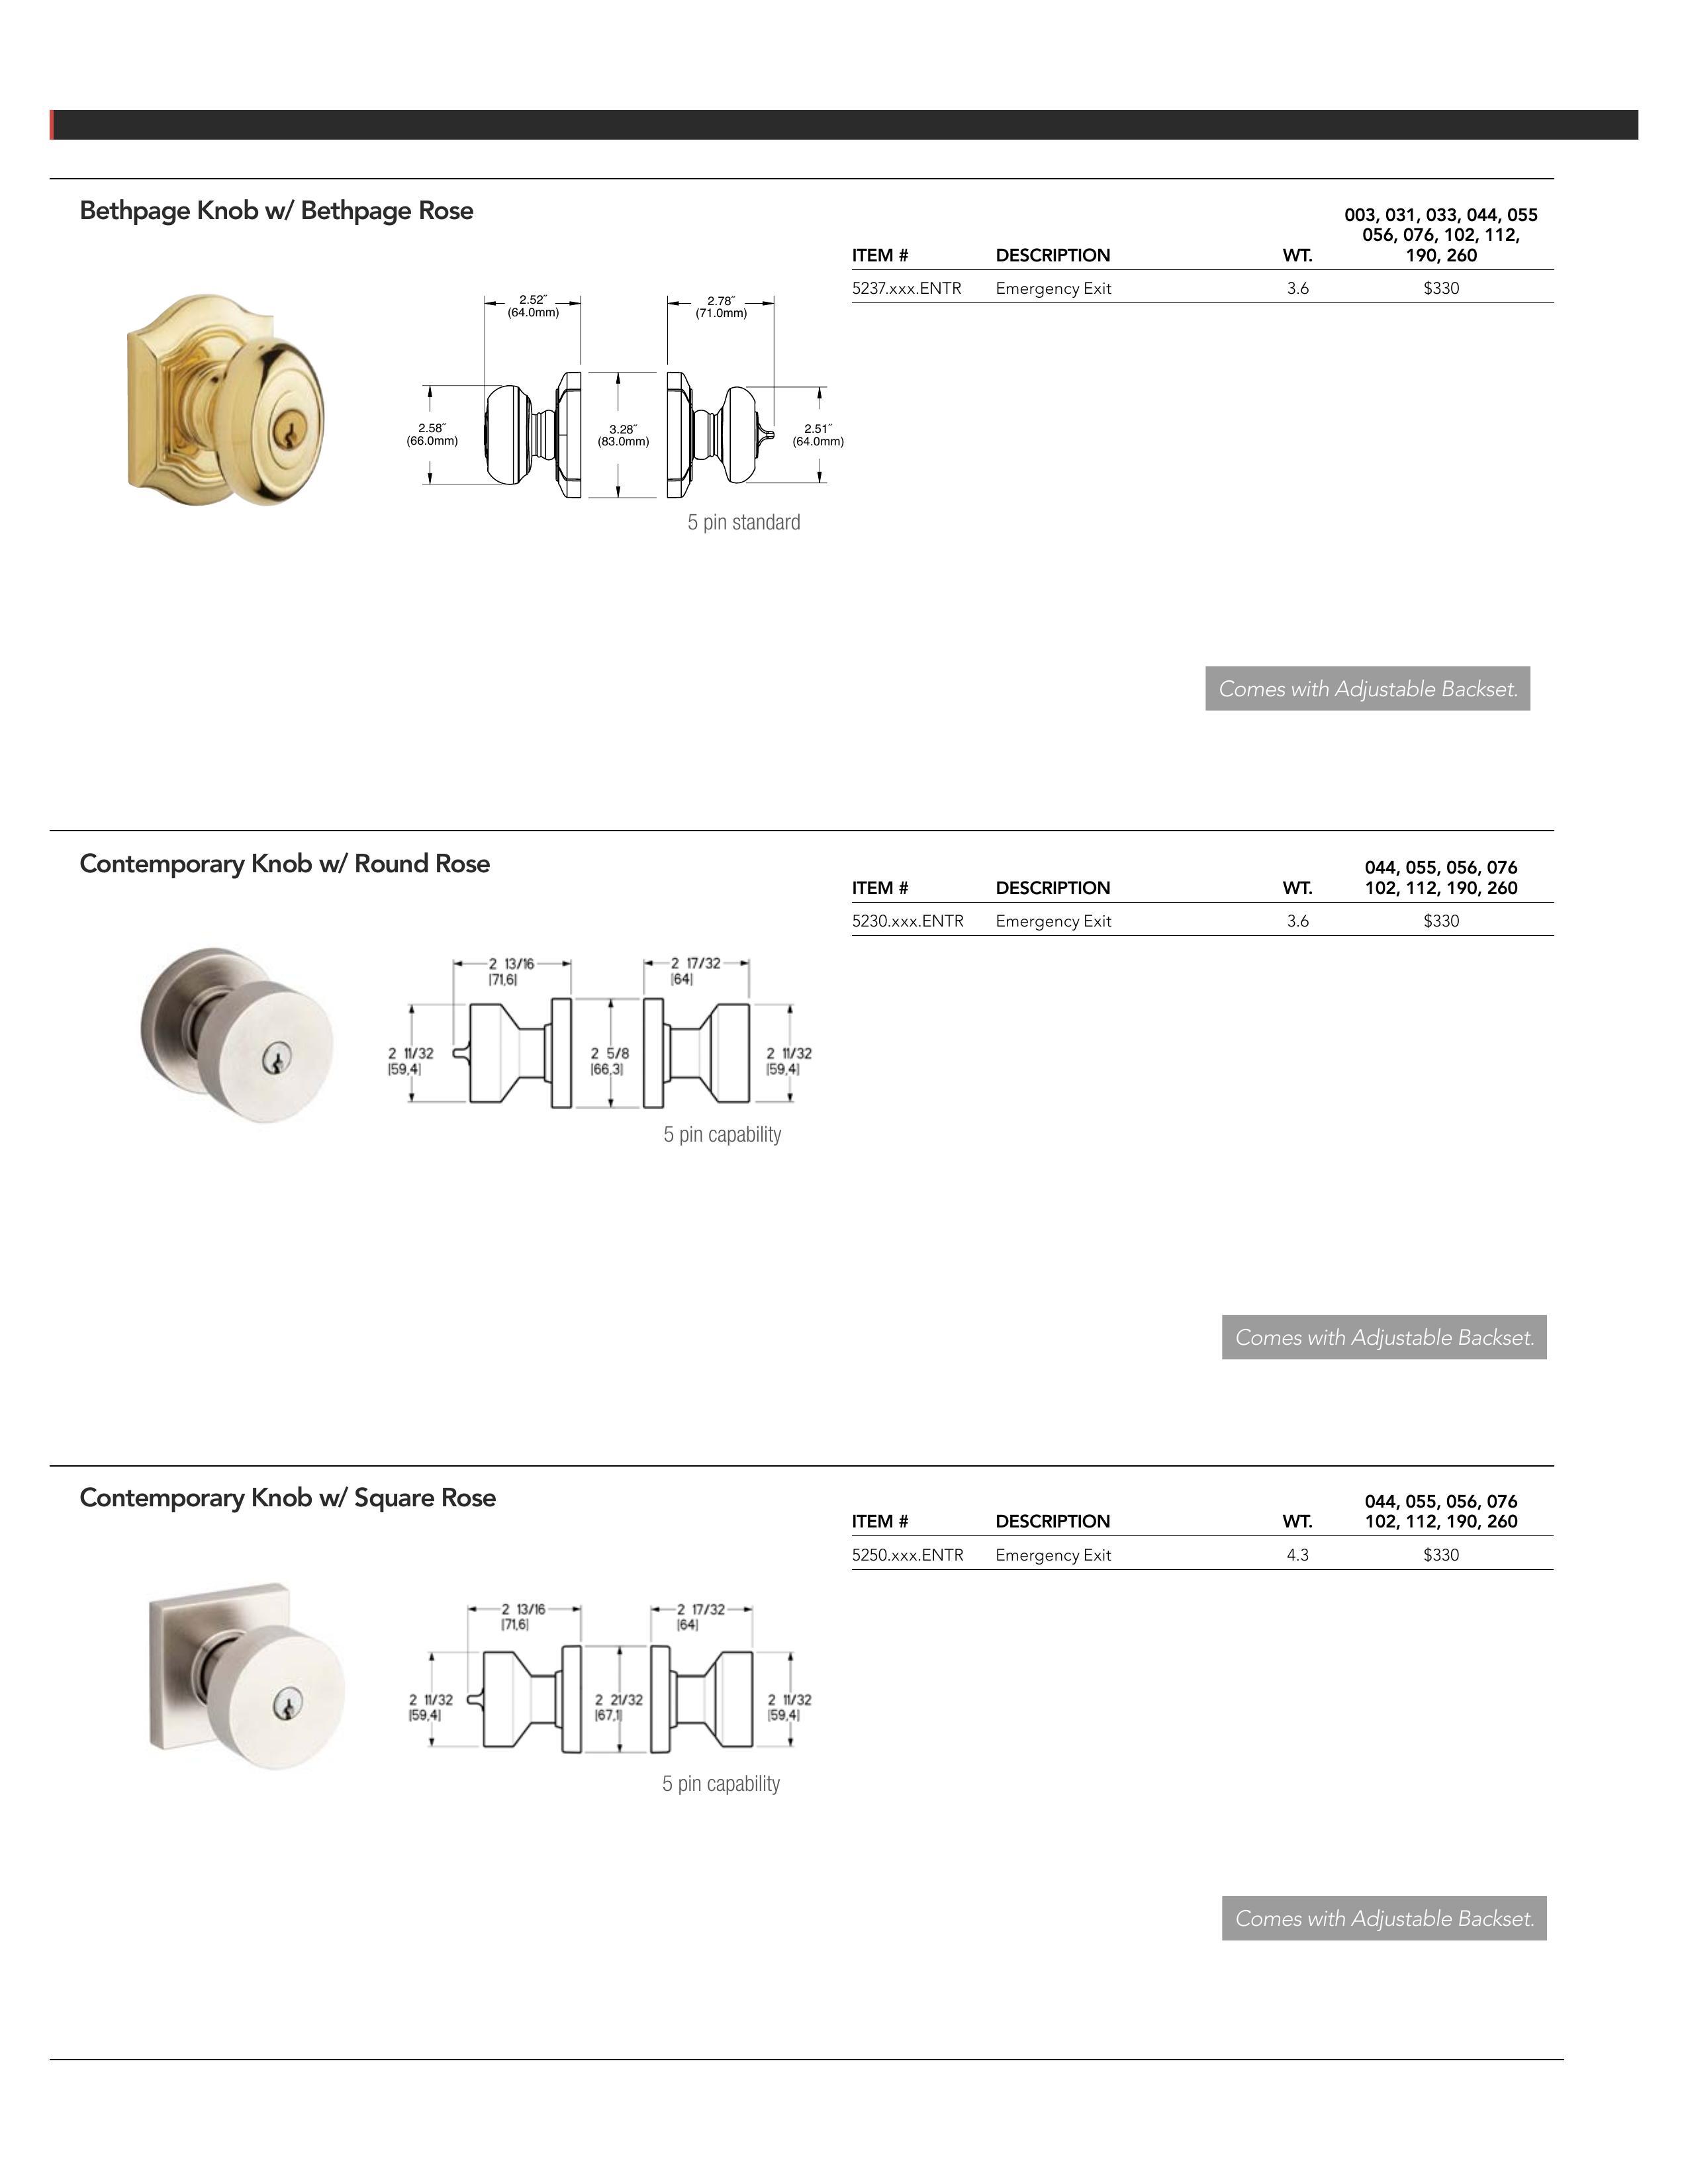 Bethpage Knob w/ Bethpage Rose
003, 031, 033, 044, 055
056, 076, 102, 112,
190, 260
ITEM # DESCRIPTION WT.
5237.xxx.ENTR Emergency Exit 3.6 $330
2.52″
(64.0mm)
2.78″
(71.0mm)
2.58″
(66.0mm)
3.28″
(83.0mm)
2.51″
(64.0mm)
5 pin standard
Comes with Adjustable Backset.
Contemporary Knob w/ Round Rose
044, 055, 056, 076
ITEM # DESCRIPTION WT. 102, 112, 190, 260
5230.xxx.ENTR Emergency Exit 3.6 $330
2 13/16
[71,6]
2 17/32
[64]
2 11/32
[59,4]
2 5/8
[66,3]
2 11/32
[59,4]
5 pin capability
Comes with Adjustable Backset.
Contemporary Knob w/ Square Rose
044, 055, 056, 076
ITEM # DESCRIPTION WT. 102, 112, 190, 260
5250.xxx.ENTR Emergency Exit 4.3 $330
2 13/16
[71,6]
2 17/32
[64]
2 11/32
[59,4]
2 21/32
[67,1]
2 11/32
[59,4]
5 pin capability
Comes with Adjustable Backset.